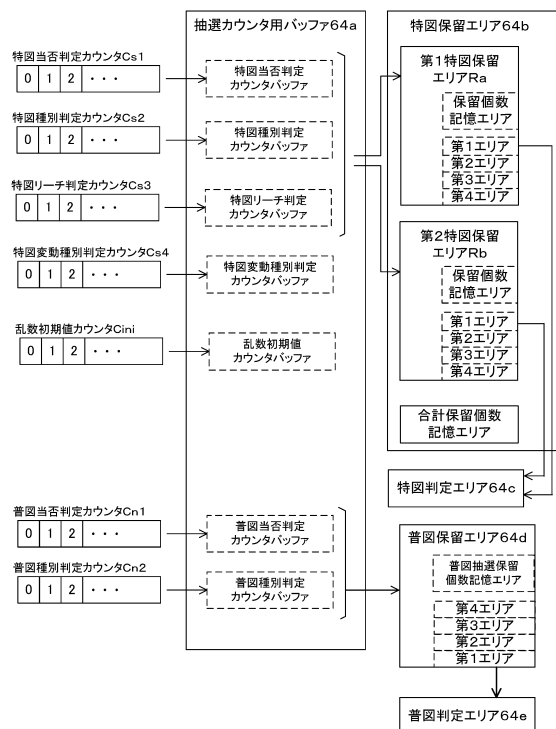 抽選カウンタ用バッファ64a
特図当否判定カウンタCs1
0 1 2 ・・・
特図当否判定
カウンタバッファ
特図種別判定カウンタCs2
0 1 2 ・・・
特図種別判定
カウンタバッファ
特図リーチ判定カウンタCs3
0 1 2 ・・・
特図リーチ判定
カウンタバッファ
特図変動種別判定カウンタCs4
0 1 2 ・・・
特図変動種別判定
カウンタバッファ
乱数初期値カウンタCini
0 1 2 ・・・
乱数初期値
カウンタバッファ
普図当否判定カウンタCn1
0 1 2 ・・・
普図当否判定
カウンタバッファ
普図種別判定カウンタCn2
0 1 2 ・・・
普図種別判定
カウンタバッファ
特図保留エリア64b
第1特図保留
エリアRa
保留個数
記憶エリア
第1エリア
第2エリア
第3エリア
第4エリア
第2特図保留
エリアRb
保留個数
記憶エリア
第1エリア
第2エリア
第3エリア
第4エリア
合計保留個数
記憶エリア
特図判定エリア64c
普図保留エリア64d
普図抽選保留
個数記憶エリア
第4エリア
第3エリア
第2エリア
第1エリア
普図判定エリア64e